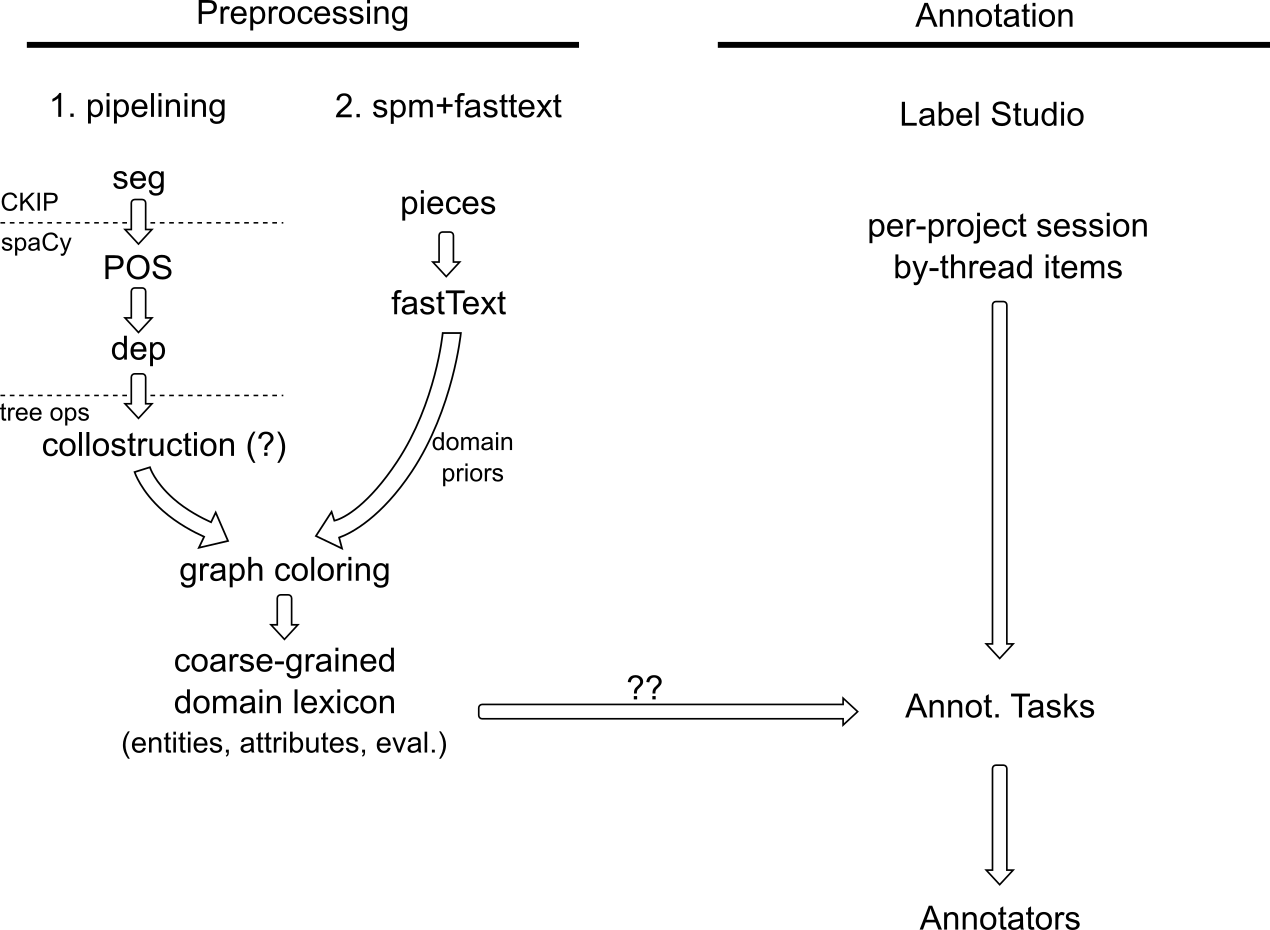 Preprocessing
1. pipelining
2. spm+fasttext
seg
CKIP
spaCy
POS
dep
tree ops
collostruction (?)
pieces
fastText
domain
priors
graph coloring
coarse-grained
domain lexicon
(entities, attributes, eval.)
??
Annotation
Label Studio
per-project session
by-thread items
Annot. Tasks
Annotators